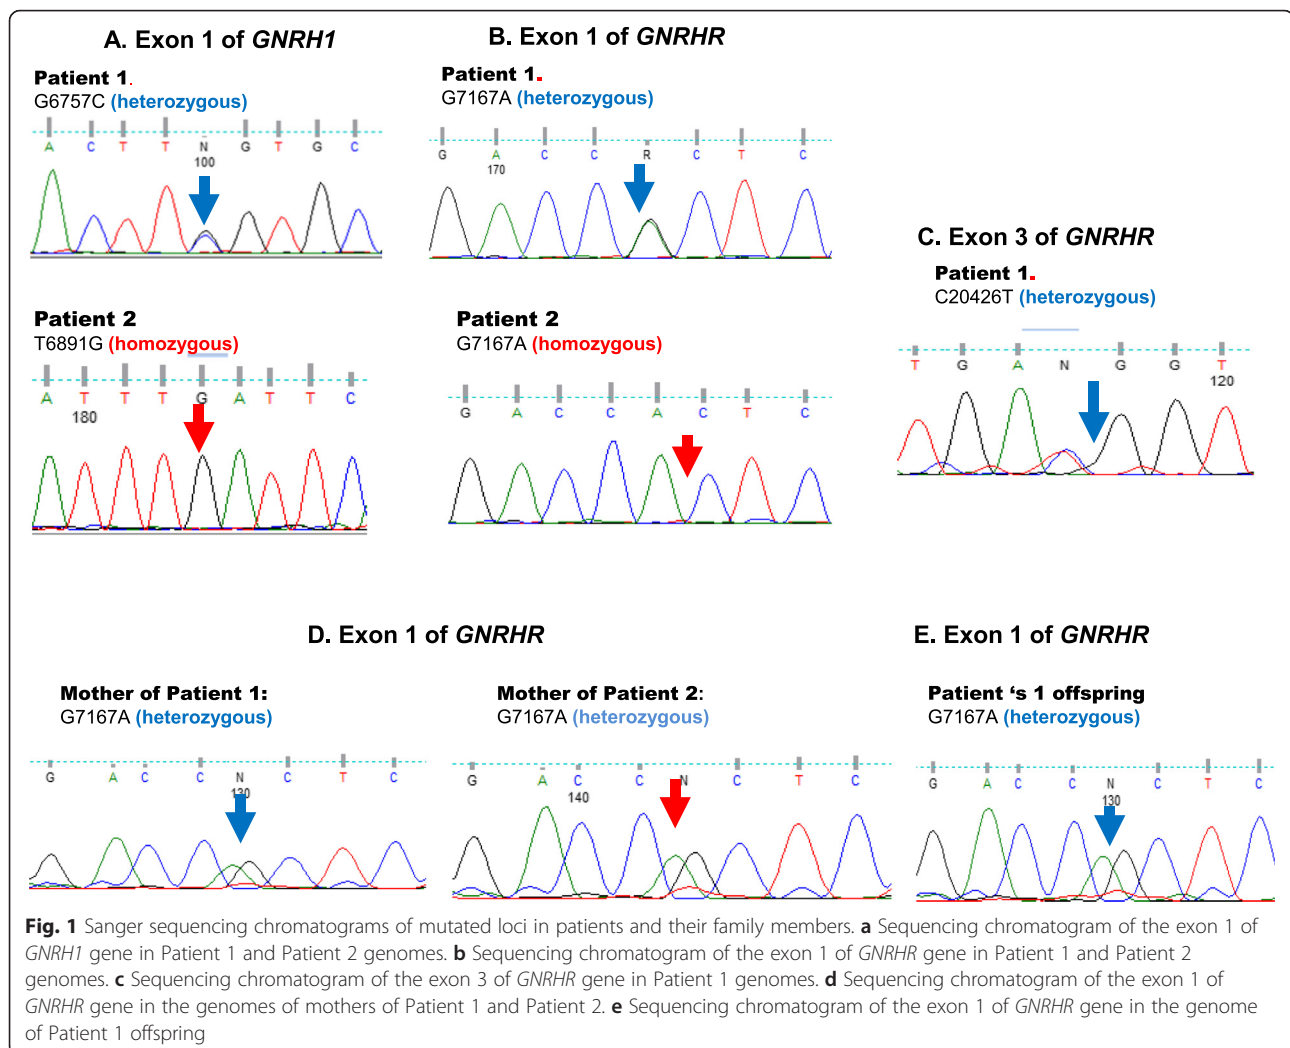 A. Exon 1 of GNRH1
Patient 1.
G6757C (heterozygous)
A C T T N G T G C
100
Patient 2
T6891G (homozygous)
A T T T G A T T C
180
B. Exon 1 of GNRHR
Patient 1.
G7167A (heterozygous)
G A C C R C T C
170
Patient 2
G7167A (homozygous)
G A C C A C T C
C. Exon 3 of GNRHR
Patient 1.
C20426T (heterozygous)
T G A N G G T
120
D. Exon 1 of GNRHR
Mother of Patient 1:
G7167A (heterozygous)
G A C C N C T C
130
Mother of Patient 2:
G7167A (heterozygous)
G A C C N C T C
140
E. Exon 1 of GNRHR
Patient ‘s 1 offspring
G7167A (heterozygous)
G A C C N C T C
130
Fig. 1 Sanger sequencing chromatograms of mutated loci in patients and their family members. a Sequencing chromatogram of the exon 1 of
GNRH1 gene in Patient 1 and Patient 2 genomes. b Sequencing chromatogram of the exon 1 of GNRHR gene in Patient 1 and Patient 2
genomes. c Sequencing chromatogram of the exon 3 of GNRHR gene in Patient 1 genomes. d Sequencing chromatogram of the exon 1 of
GNRHR gene in the genomes of mothers of Patient 1 and Patient 2. e Sequencing chromatogram of the exon 1 of GNRHR gene in the genome
of Patient 1 offspring